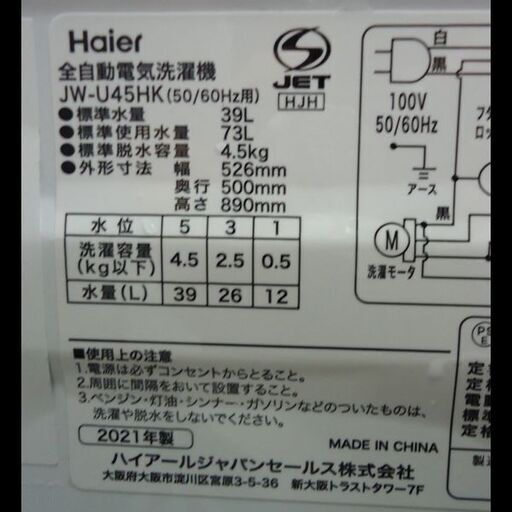 Haier
全自動電気洗濯機
JW-U45HK(50/60Hz用)
JET
HJH
●標準水量 39L
●標準使用水量 73L
●標準脱水容量 4.5kg
●外形寸法 幅 526mm
奥行 500mm
高さ 890mm
水位 5 3 1
洗濯容量(kg以下) 4.5 2.5 0.5
水量(L) 39 26 12
白
黒
100V
50/60Hz
アース
黒
M
洗濯モータ
■使用上の注意
1.電源は必ずコンセントからとること。
2.周囲に間隔をおいて設置すること。
3.ベンジン・灯油・シンナー・ガソリンなどのついたものは、
洗濯や脱水をしないでください。
2021年製
MADE IN CHINA
ハイアールジャパンセールス株式会社
大阪府大阪市淀川区宮原3-5-36 新大阪トラストタワー7F